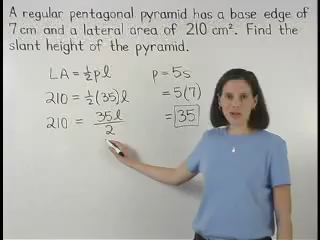 A regular pentagonal pyramid has a base edge of
7 cm and a lateral area of 210 cm². Find the
slant height of the pyramid.
LA = ½pl
210 = ½(35)l
210 = 35l/2
p = 5s
= 5(7)
= 35